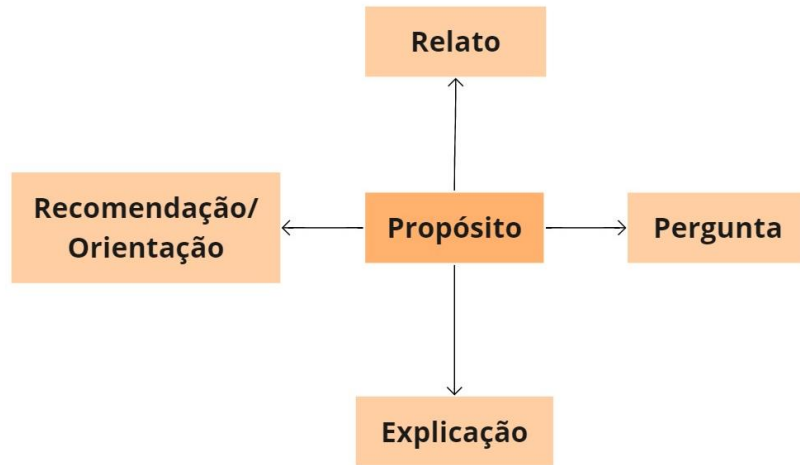 Relato
Recomendação/
Orientação
Propósito
Pergunta
Explicação